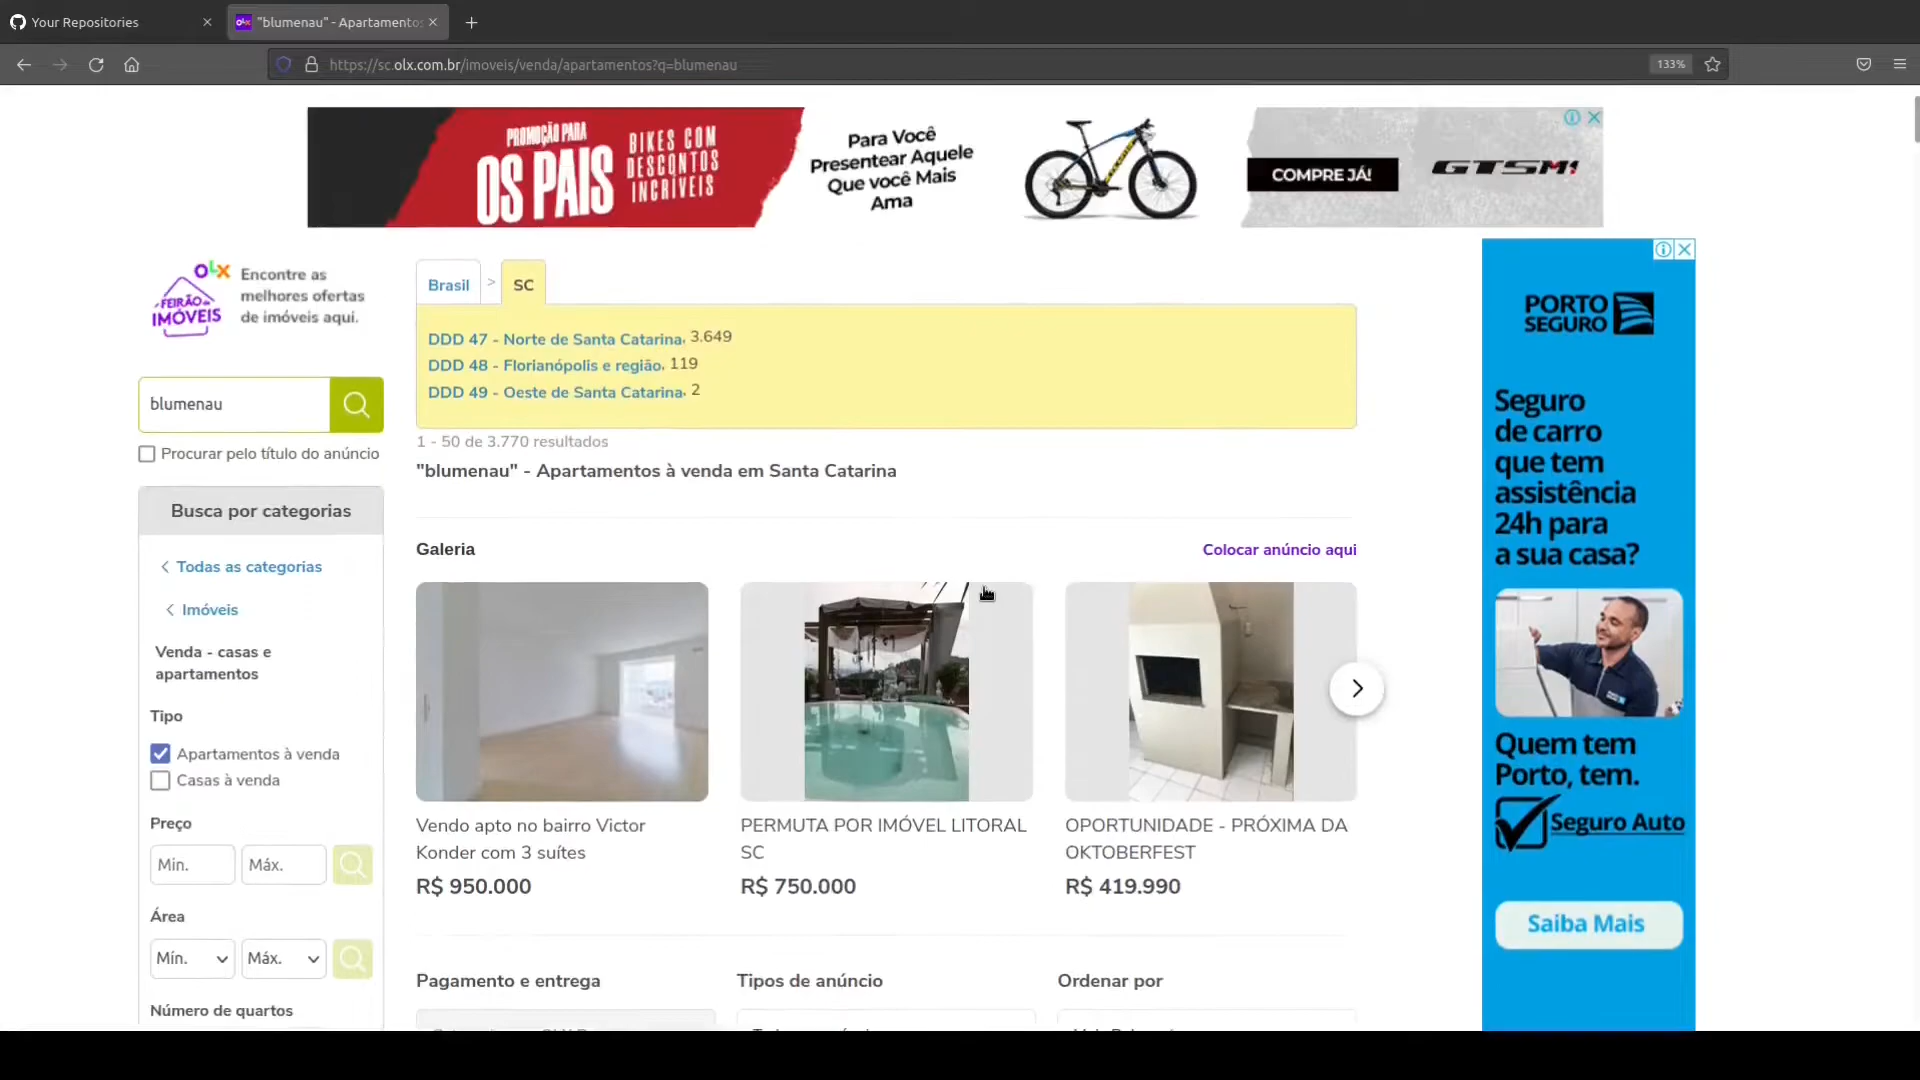 Your Repositories
"blumenau" - Apartamentos
https://sc.olx.com.br/imoveis/venda/apartamentos?q=blumenau
133%
PROMOÇÃO PARA
OS PAIS
BIKES COM
DESCONTOS
INCRÍVEIS
Para Você
Presentear Aquele
Que você Mais
Ama
COMPRE JÁ!
GTSM1
OLX
FEIRÃO
IMÓVEIS
Encontre as
melhores ofertas
de imóveis aqui.
Brasil > SC
DDD 47 - Norte de Santa Catarina, 3.649
DDD 48 - Florianópolis e região, 119
DDD 49 - Oeste de Santa Catarina, 2
1 - 50 de 3.770 resultados
"blumenau" - Apartamentos à venda em Santa Catarina
blumenau
Procurar pelo título do anúncio
Busca por categorias
Todas as categorias
Imóveis
Venda - casas e
apartamentos
Tipo
Apartamentos à venda
Casas à venda
Preço
Mín. Máx.
Área
Mín. Máx.
Número de quartos
Galeria
Colocar anúncio aqui
Vendo apto no bairro Victor
Konder com 3 suítes
R$ 950.000
PERMUTA POR IMÓVEL LITORAL
SC
R$ 750.000
OPORTUNIDADE - PRÓXIMA DA
OKTOBERFEST
R$ 419.990
Pagamento e entrega
Tipos de anúncio
Ordenar por
PORTO
SEGURO
Seguro
de carro
que tem
assistência
24h para
a sua casa?
Quem tem
Porto, tem.
Seguro Auto
Saiba Mais